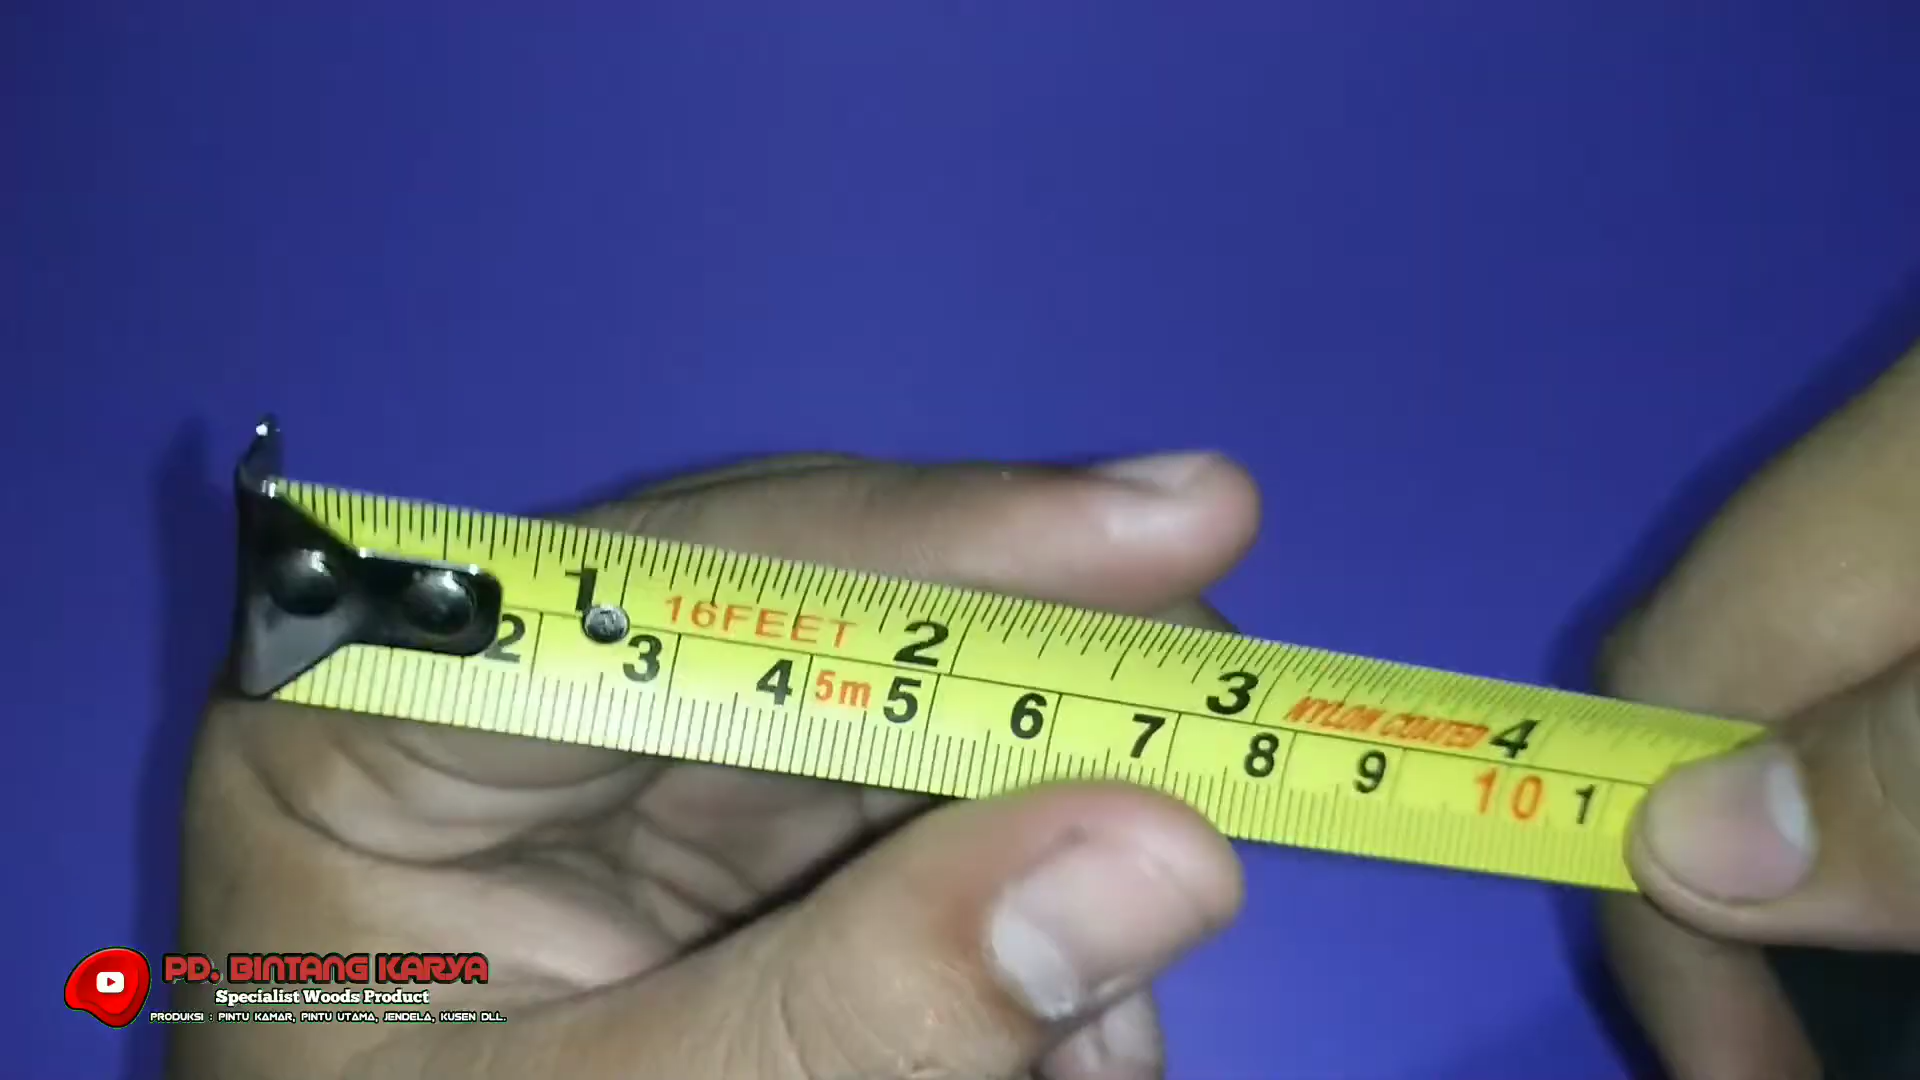 1 16FEET 2 3 NYLON COATED 4
2 3 4 5m 5 6 7 8 9 10 1
PD. BINTANG KARYA
Specialist Woods Product
PRODUKSI : PINTU KAMAR, PINTU UTAMA, JENDELA, KUSEN DLL.